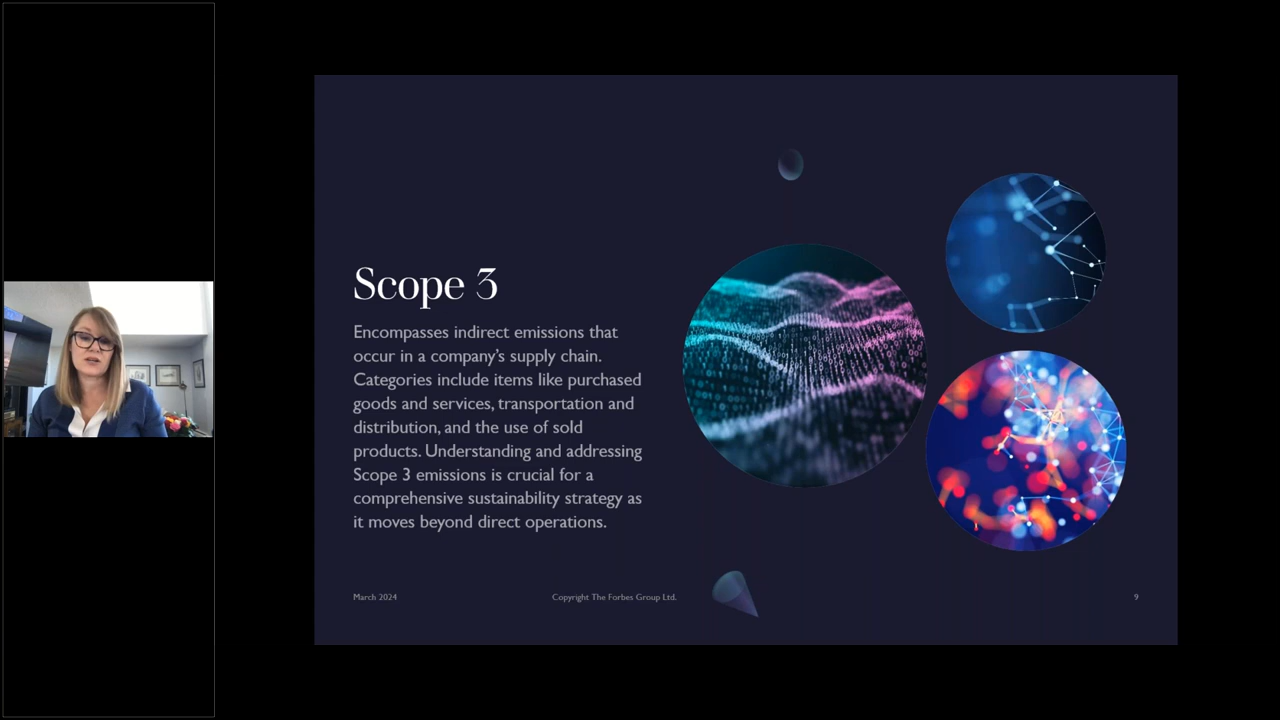 Scope 3
Encompasses indirect emissions that
occur in a company’s supply chain.
Categories include items like purchased
goods and services, transportation and
distribution, and the use of sold
products. Understanding and addressing
Scope 3 emissions is crucial for a
comprehensive sustainability strategy as
it moves beyond direct operations.
March 2024
Copyright The Forbes Group Ltd.
9